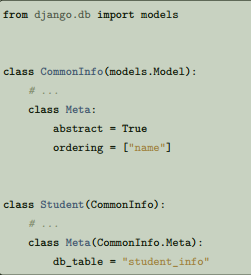 from django.db import models
class CommonInfo(models.Model):
    # ...
    class Meta:
        abstract = True
        ordering = ["name"]
class Student(CommonInfo):
    # ...
    class Meta(CommonInfo.Meta):
        db_table = "student_info"